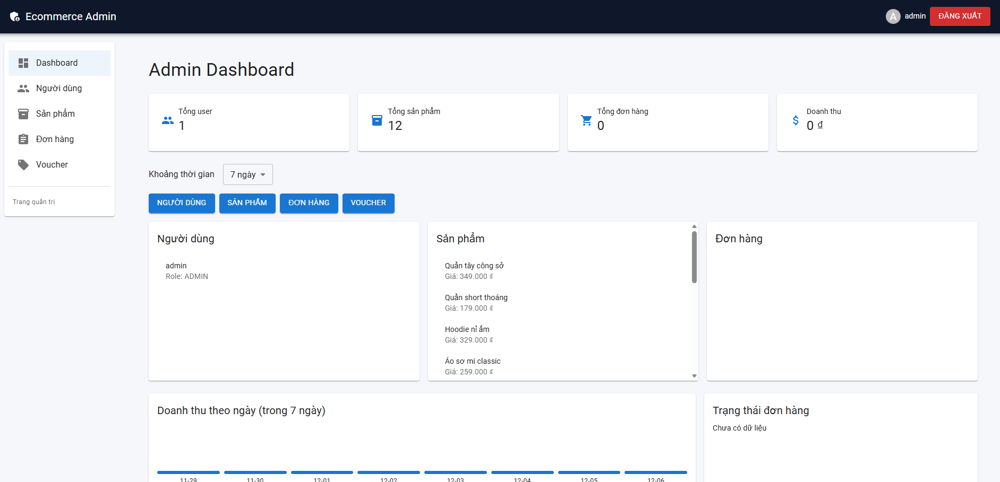 Ecommerce Admin
A admin ĐĂNG XUẤT
Dashboard
Người dùng
Sản phẩm
Đơn hàng
Voucher
Trang quản trị
Admin Dashboard
Tổng user
1
Tổng sản phẩm
12
Tổng đơn hàng
0
Doanh thu
0 ₫
Khoảng thời gian 7 ngày
NGƯỜI DÙNG SẢN PHẨM ĐƠN HÀNG VOUCHER
Người dùng
admin
Role: ADMIN
Sản phẩm
Quần tây công sở
Giá: 349.000 ₫
Quần short thoáng
Giá: 179.000 ₫
Hoodie nỉ ấm
Giá: 329.000 ₫
Áo sơ mi classic
Giá: 259.000 ₫
Đơn hàng
Doanh thu theo ngày (trong 7 ngày)
11-29 11-30 12-01 12-02 12-03 12-04 12-05 12-06
Trạng thái đơn hàng
Chưa có dữ liệu